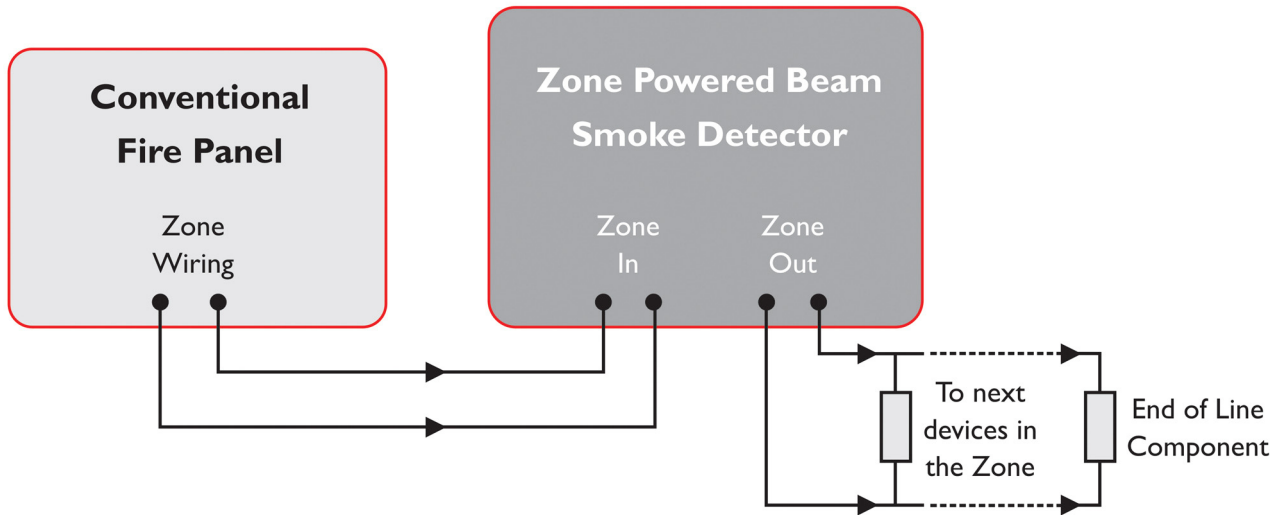 Conventional
Fire Panel
Zone
Wiring
Zone Powered Beam
Smoke Detector
Zone
In
Zone
Out
To next
devices in
the Zone
End of Line
Component